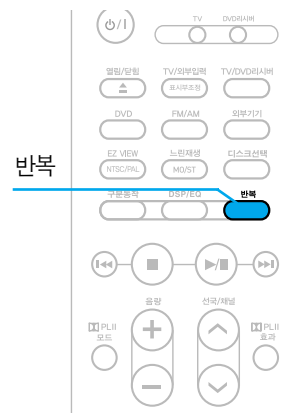 TV DVD리시버
열림/닫힘 TV/외부입력 TV/DVD리시버
표시부조정
DVD FM/AM 외부기기
EZ VIEW 느린재생 디스크선택
NTSC/PAL MO/ST
반복
구분동작 DSP/EQ 반복
음량 선국/채널
PLII PLII
모드 효과